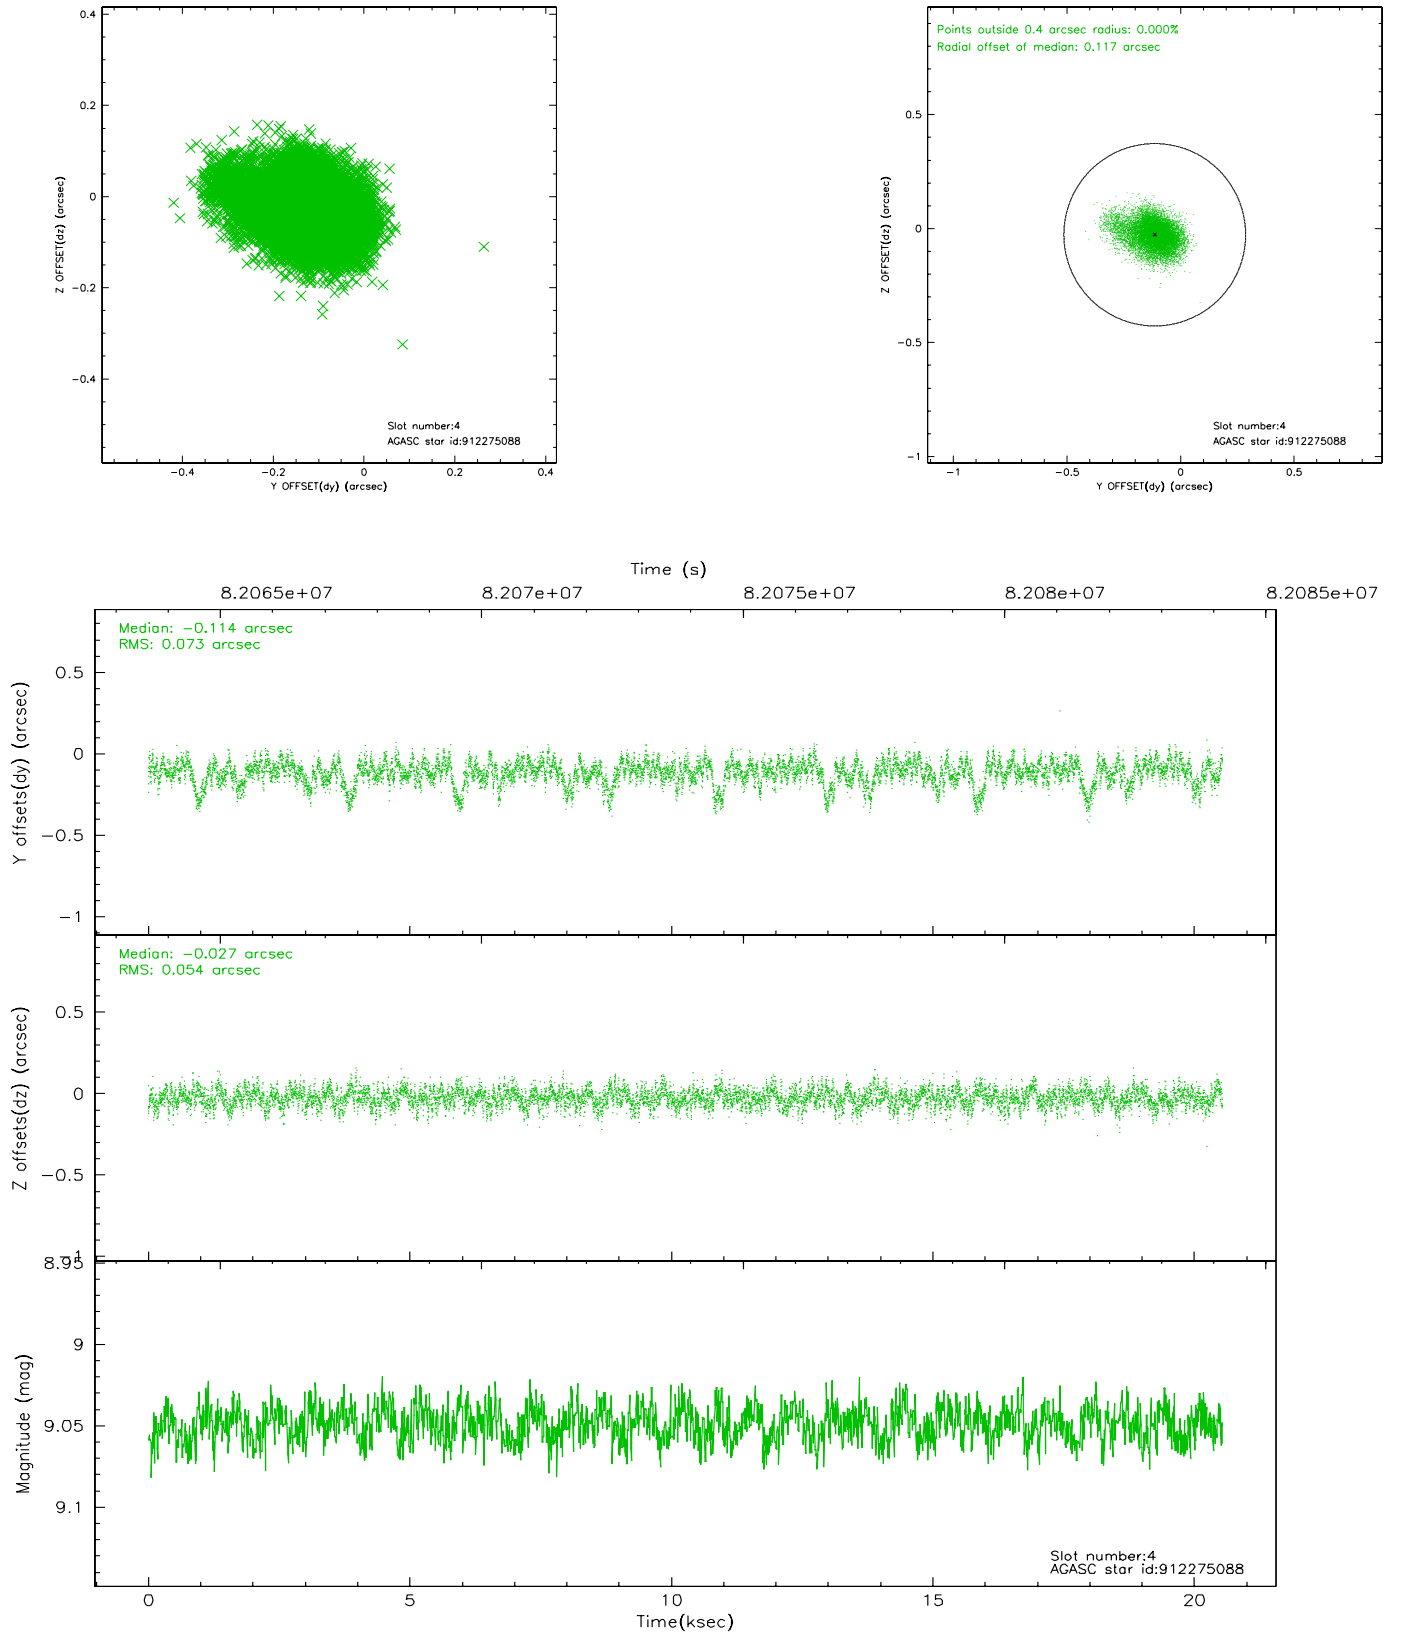 0.4
0.2
0
−0.2
−0.4
Z OFFSET(dz) (arcsec)
Slot number:4
AGASC star id:912275088
−0.4 −0.2 0 0.2 0.4
Y OFFSET(dy) (arcsec)
Points outside 0.4 arcsec radius: 0.000%
Radial offset of median: 0.117 arcsec
0.5
0
−0.5
−1
Z OFFSET(dz) (arcsec)
Slot number:4
AGASC star id:912275088
−1 −0.5 0 0.5
Y OFFSET(dy) (arcsec)
Time (s)
8.2065e+07 8.207e+07 8.2075e+07 8.208e+07 8.2085e+07
Median: −0.114 arcsec
RMS: 0.073 arcsec
0.5
0
−0.5
−1
Y offsets(dy) (arcsec)
Median: −0.027 arcsec
RMS: 0.054 arcsec
0.5
0
−0.5
−1
Z offsets(dz) (arcsec)
8.95
9
9.05
9.1
Magnitude (mag)
Slot number:4
AGASC star id:912275088
0 5 10 15 20
Time(ksec)